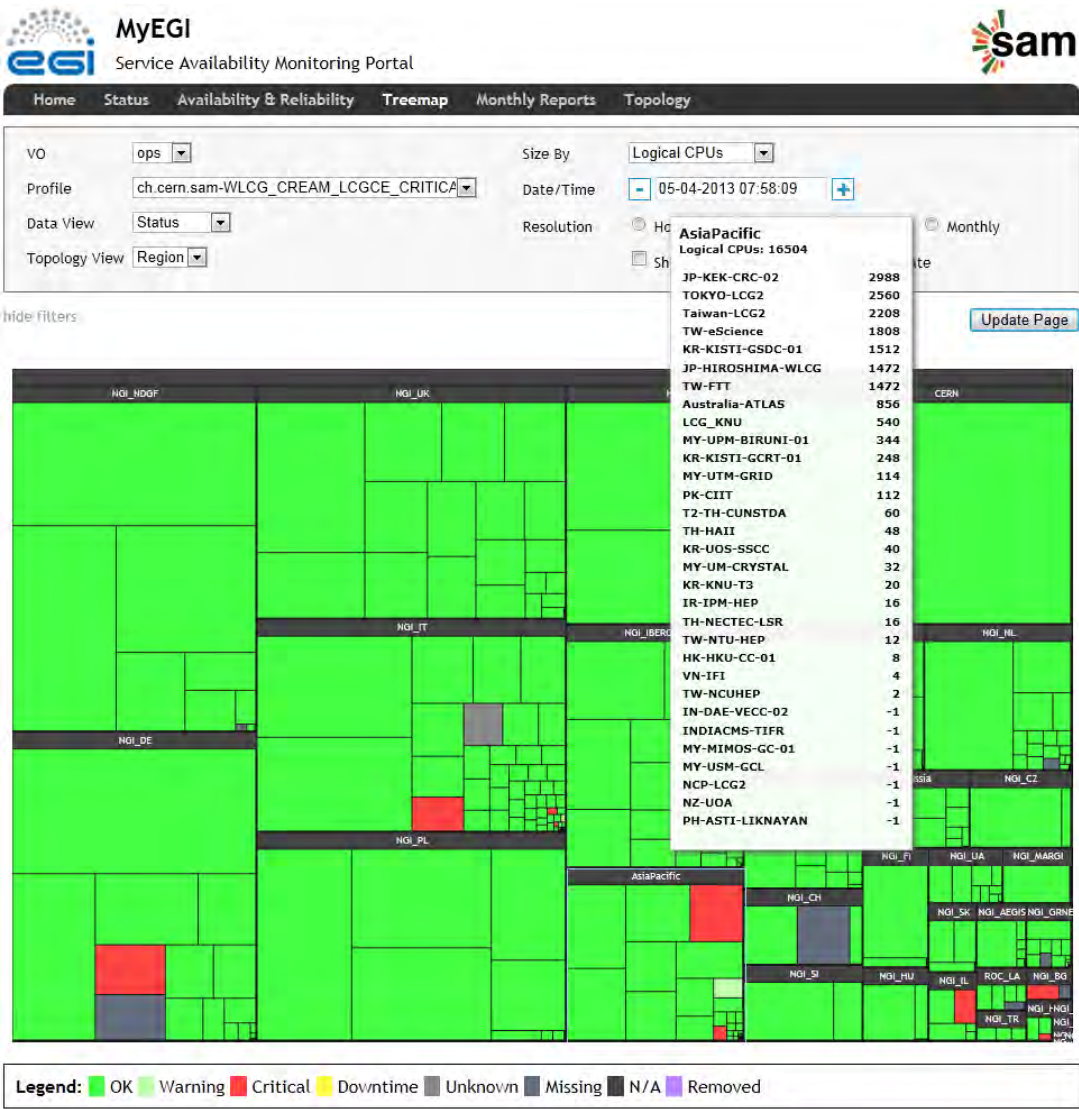 MyEGI
egi
Service Availability Monitoring Portal
sam
Home Status Availability & Reliability Treemap Monthly Reports Topology
VO ops Size By Logical CPUs
Profile ch.cern.sam-WLCG_CREAM_LCGCE_CRITICA Date/Time - 05-04-2013 07:58:09 +
Data View Status Resolution Monthly
Topology View Region
hide filters
Update Page
AsiaPacific
Logical CPUs: 16504
JP-KEK-CRC-02 2988
TOKYO-LCG2 2560
Taiwan-LCG2 2208
TW-eScience 1808
KR-KISTI-GSDC-01 1512
JP-HIROSHIMA-WLCG 1472
TW-FTT 1472
Australia-ATLAS 856
LCG_KNU 540
MY-UPM-BIRUNI-01 344
KR-KISTI-GCRT-01 248
MY-UTM-GRID 114
PK-CIIT 112
T2-TH-CUNSTDA 60
TH-HAII 48
KR-UOS-SSCC 40
MY-UM-CRYSTAL 32
KR-KNU-T3 20
IR-IPM-HEP 16
TH-NECTEC-LSR 16
TW-NTU-HEP 12
HK-HKU-CC-01 8
VN-IFI 4
TW-NCUHEP 2
IN-DAE-VECC-02 -1
INDIACMS-TIFR -1
MY-MIMOS-GC-01 -1
MY-USM-GCL -1
NCP-LCG2 -1
NZ-UOA -1
PH-ASTI-LIKNAYAN -1
NGI_NDGF NGI_UK CERN
NGI_IT NGI_IBERG NGI_NL
NGI_DE
NGI_CZ
NGI_PL
NGI_FI NGI_UA NGI_MARGI
AsiaPacific
NGI_CH
NGI_SK NGI_AEGIS NGI_GRNE
NGI_SI NGI_HU NGI_IL ROC_LA NGI_BG
NGI_TR
Legend: OK Warning Critical Downtime Unknown Missing N/A Removed